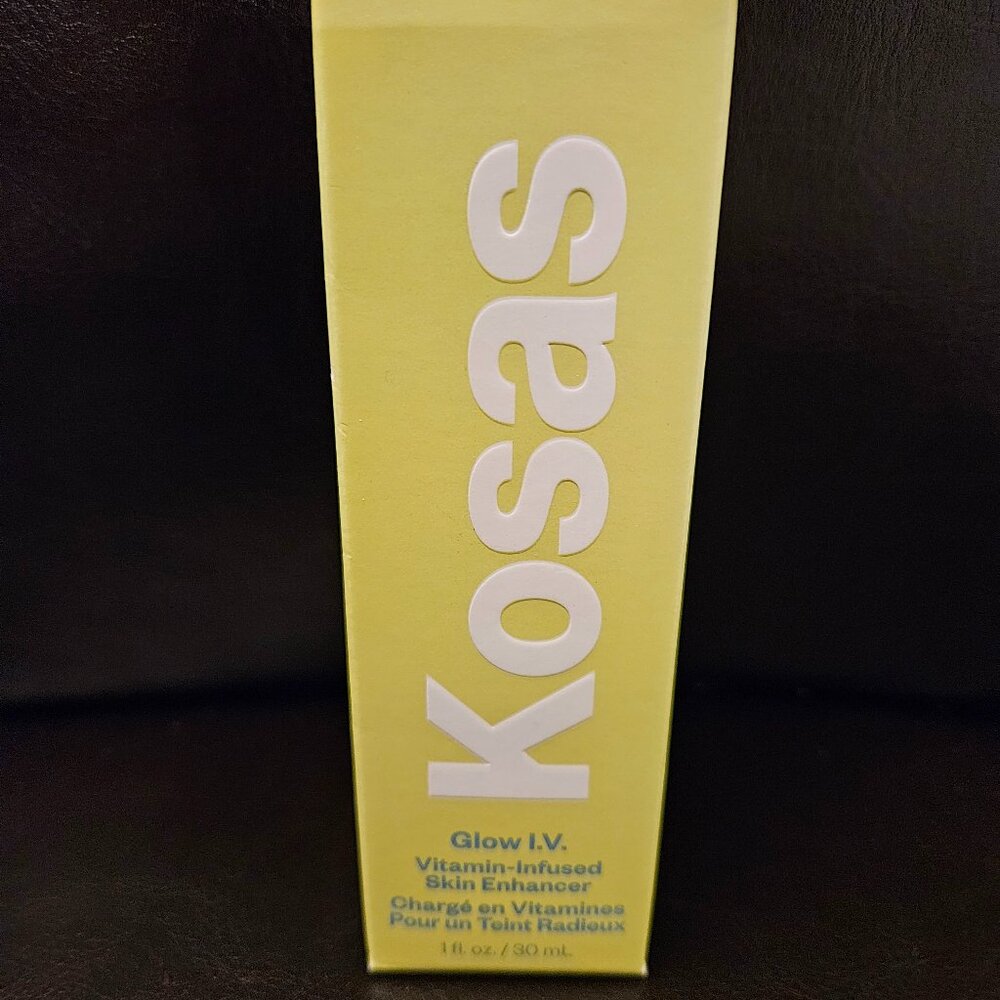 Kosas
Glow I.V.
Vitamin-Infused
Skin Enhancer
Chargé en Vitamines
Pour un Teint Radieux
1 fl. oz. / 30 mL